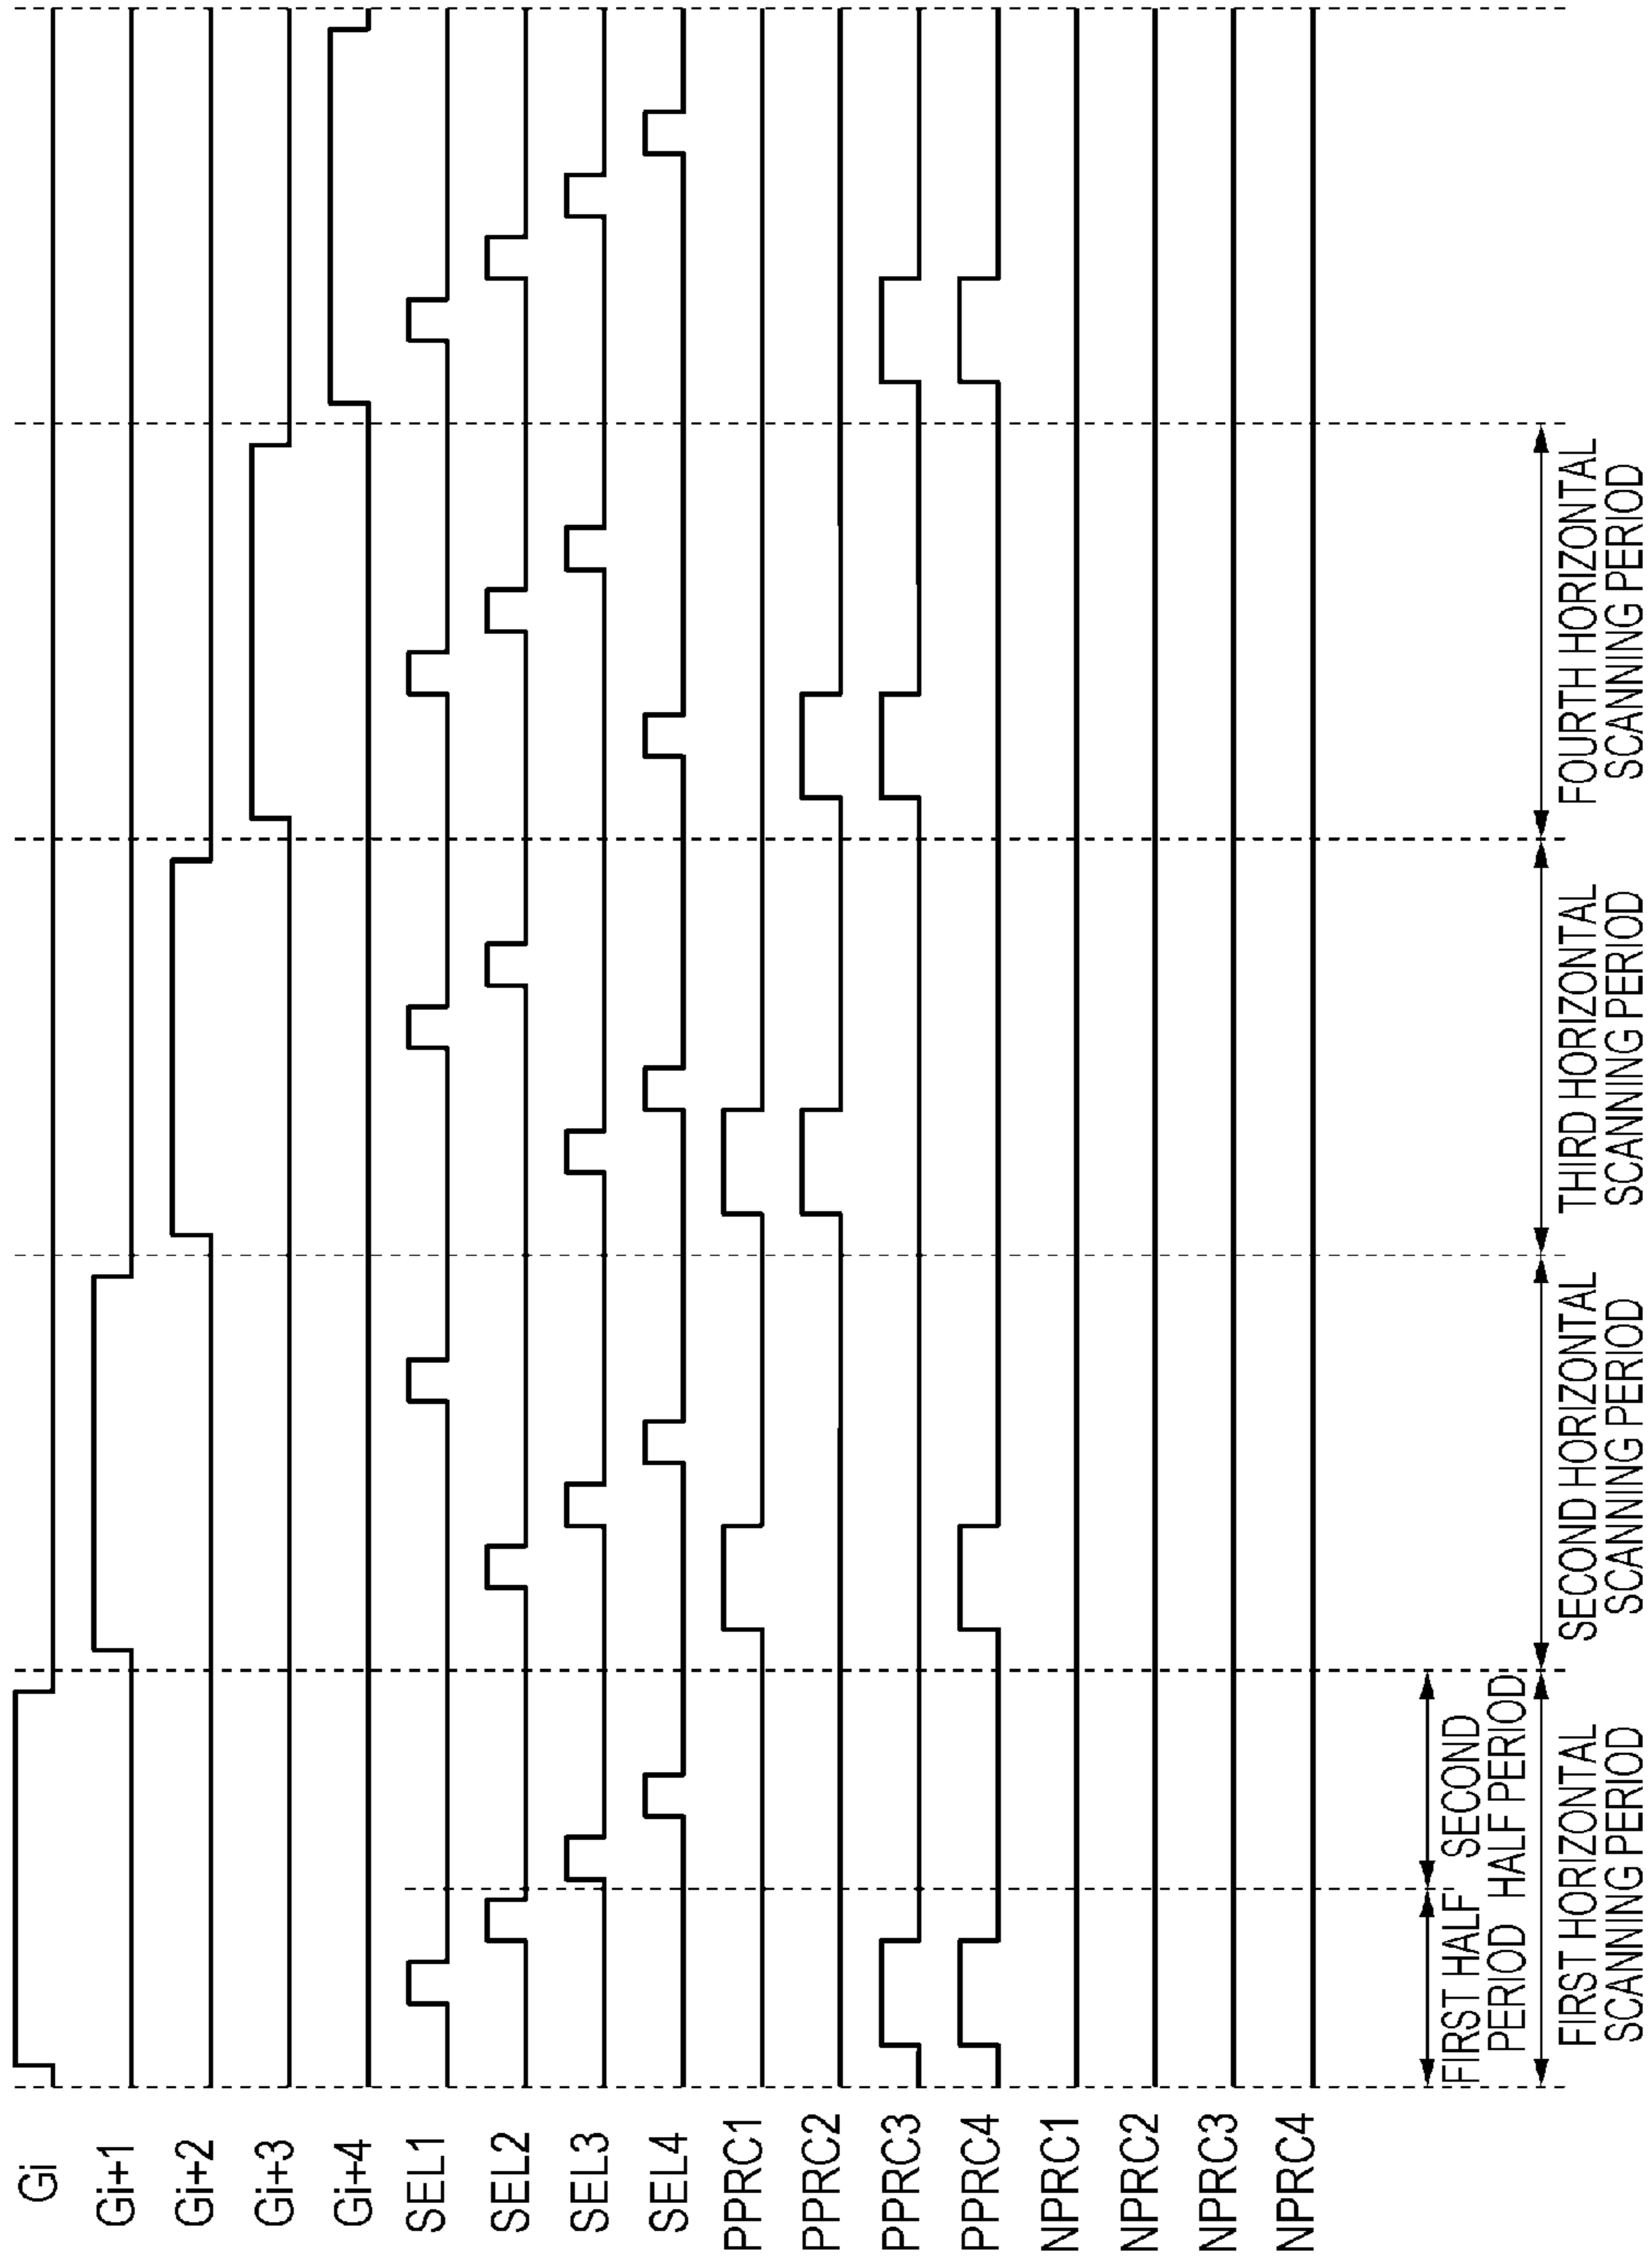 Gi
Gi+1
Gi+2
Gi+3
Gi+4
SEL1
SEL2
SEL3
SEL4
PPRC1
PPRC2
PPRC3
PPRC4
NPRC1
NPRC2
NPRC3
NPRC4
FIRST HALF
PERIOD
SECOND
HALF PERIOD
FIRST HORIZONTAL
SCANNING PERIOD
SECOND HORIZONTAL
SCANNING PERIOD
THIRD HORIZONTAL
SCANNING PERIOD
FOURTH HORIZONTAL
SCANNING PERIOD